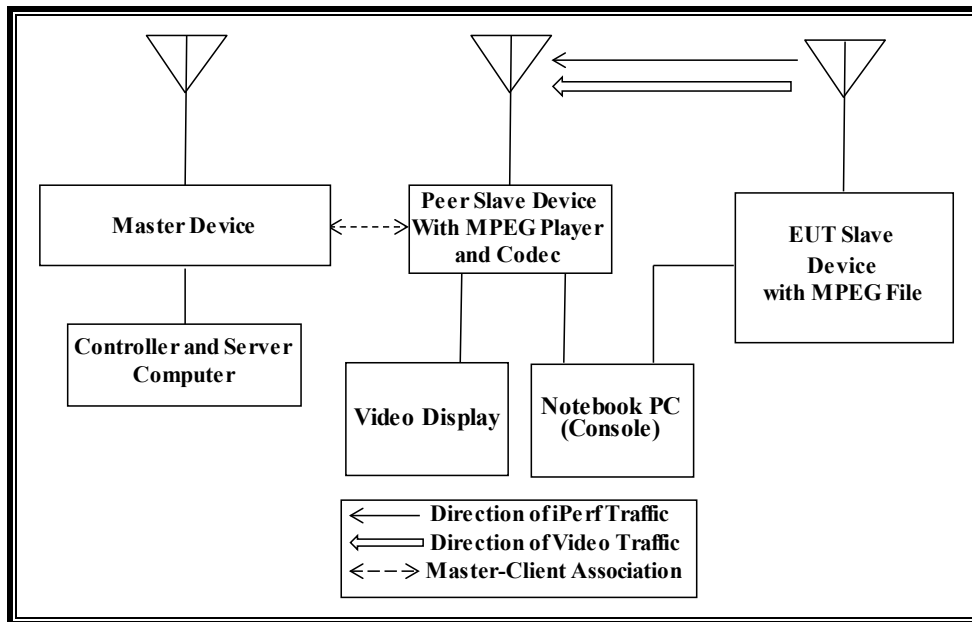 Master Device
Peer Slave Device
With MPEG Player
and Codec
EUT Slave
Device
with MPEG File
Controller and Server
Computer
Video Display
Notebook PC
(Console)
Direction of iPerf Traffic
Direction of Video Traffic
Master-Client Association